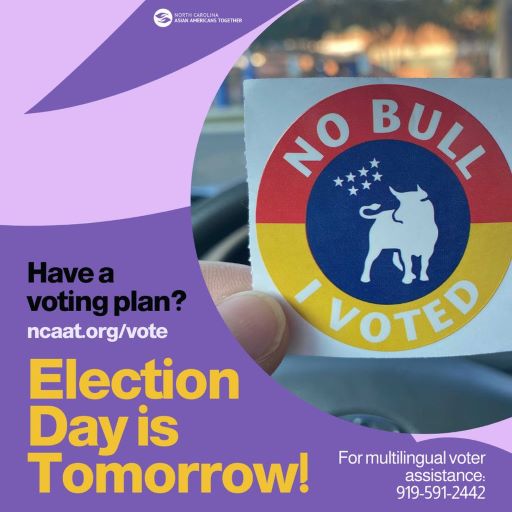 NORTH CAROLINA
ASIAN AMERICANS TOGETHER
NO BULL
I VOTED
Have a
voting plan?
ncaat.org/vote
Election
Day is
Tomorrow!
For multilingual voter
assistance:
919-591-2442